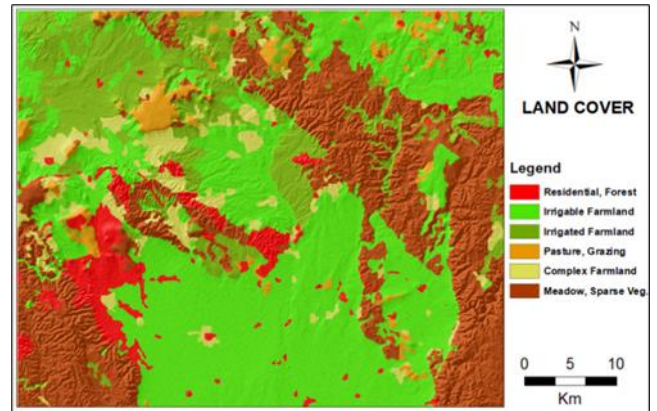 N
LAND COVER
Legend
Residential, Forest
Irrigable Farmland
Irrigated Farmland
Pasture, Grazing
Complex Farmland
Meadow, Sparse Veg.
0 5 10
Km